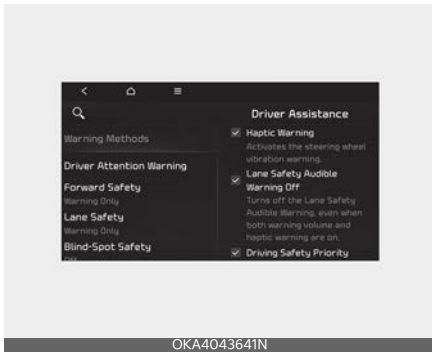 Driver Assistance
Warning Methods
Driver Attention Warning
Forward Safety
Warning Only
Lane Safety
Warning Only
Blind-Spot Safety
Off
Haptic Warning
Activates the steering wheel
vibration warning.
Lane Safety Audible
Warning Off
Turns off the Lane Safety
Audible Warning, even when
both warning volume and
haptic warning are on.
Driving Safety Priority
OKA4043641N